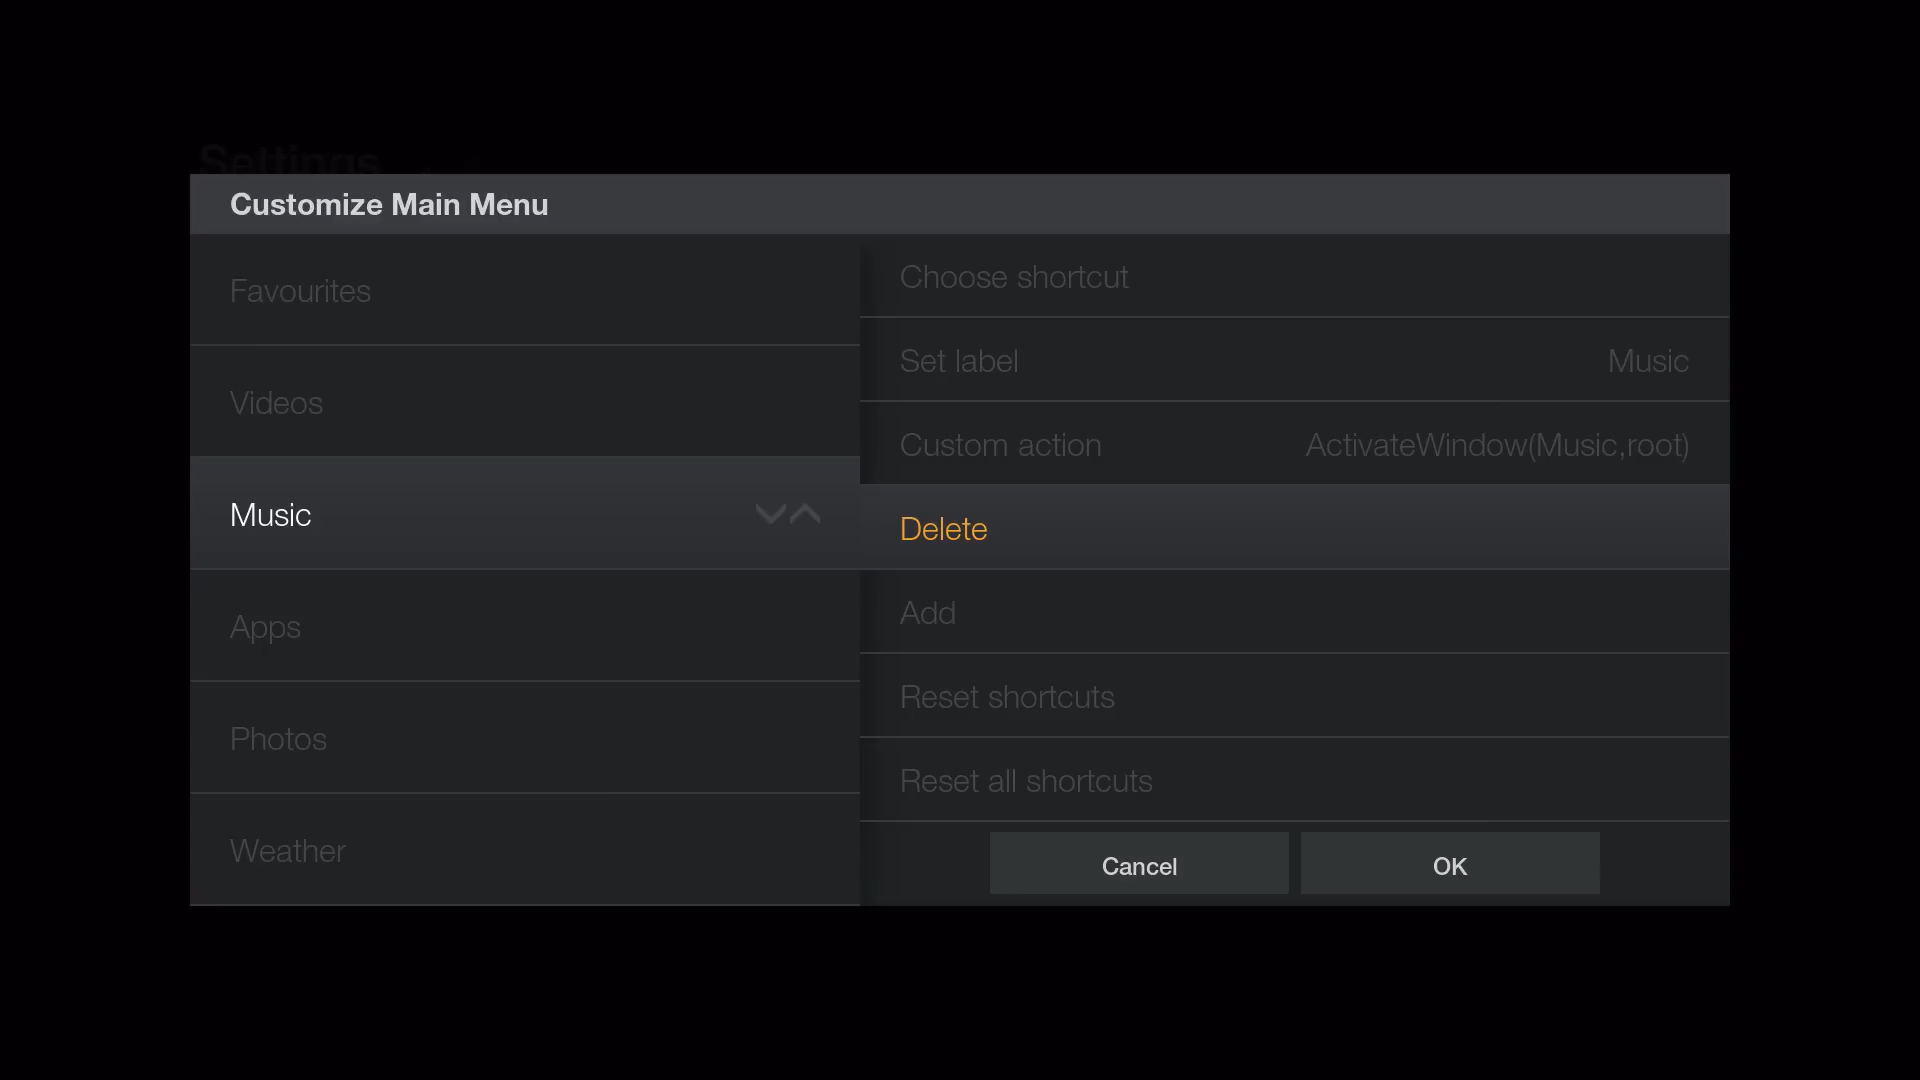 Settings
Customize Main Menu
Favourites
Videos
Music
Apps
Photos
Weather
Choose shortcut
Set label Music
Custom action ActivateWindow(Music,root)
Delete
Add
Reset shortcuts
Reset all shortcuts
Cancel OK